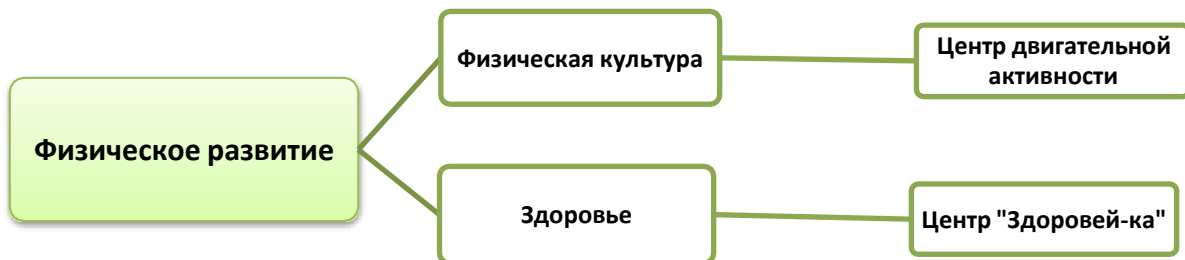 Физическая культура
Центр двигательной
активности
Физическое развитие
Здоровье
Центр "Здоровей-ка"